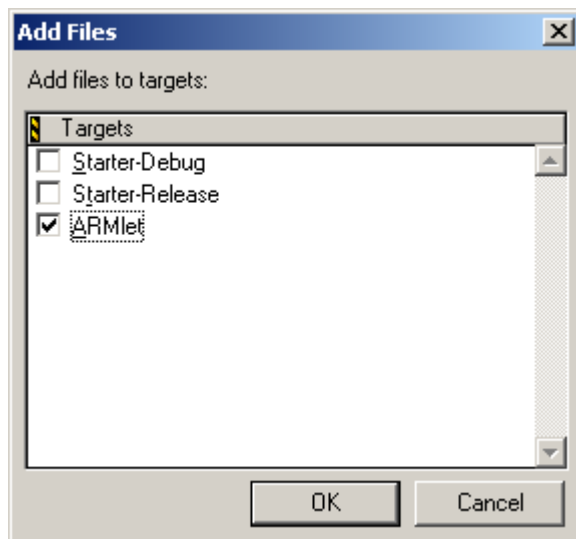 Add Files
Add files to targets:
Targets
Starter-Debug
Starter-Release
ARMlet
OK
Cancel